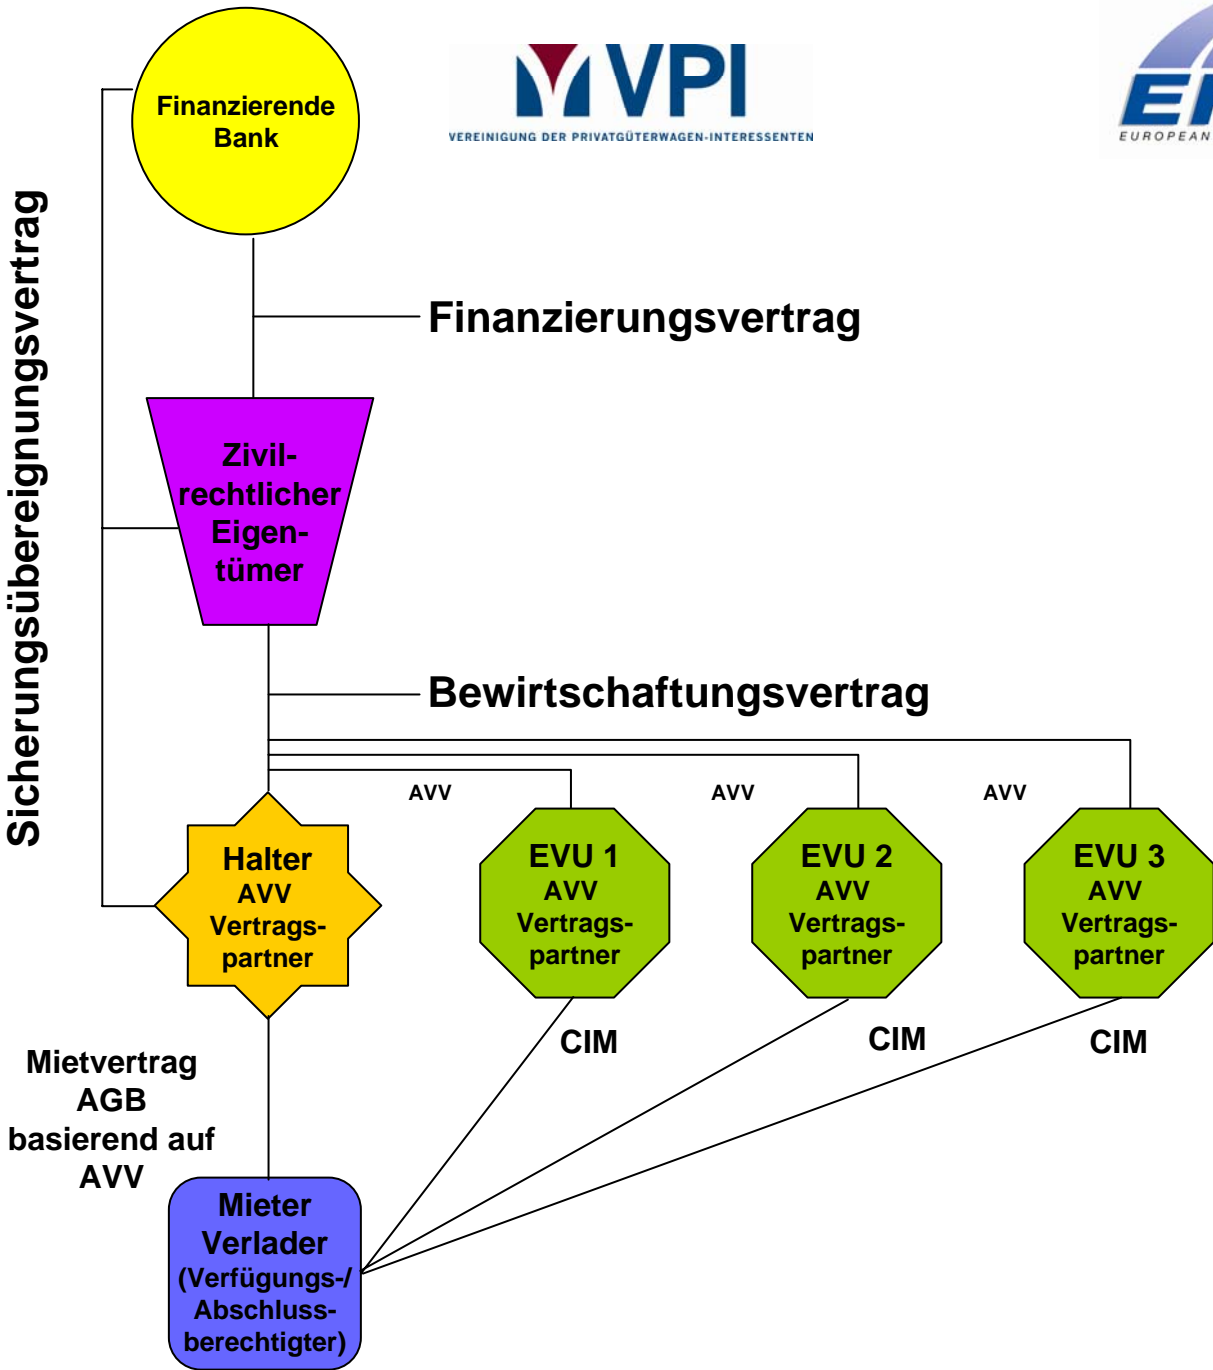 Finanzierende
Bank
VPI
VEREINIGUNG DER PRIVATGÜTERWAGEN-INTERESSENTEN
EUROPEAN
Sicherungsübereignungsvertrag
Finanzierungsvertrag
Zivil-
rechtlicher
Eigen-
tümer
Bewirtschaftungsvertrag
AVV
AVV
AVV
Halter
AVV
Vertrags-
partner
EVU 1
AVV
Vertrags-
partner
EVU 2
AVV
Vertrags-
partner
EVU 3
AVV
Vertrags-
partner
CIM
CIM
CIM
Mietvertrag
AGB
basierend auf
AVV
Mieter
Verlader
(Verfügungs-/
Abschluss-
berechtigter)